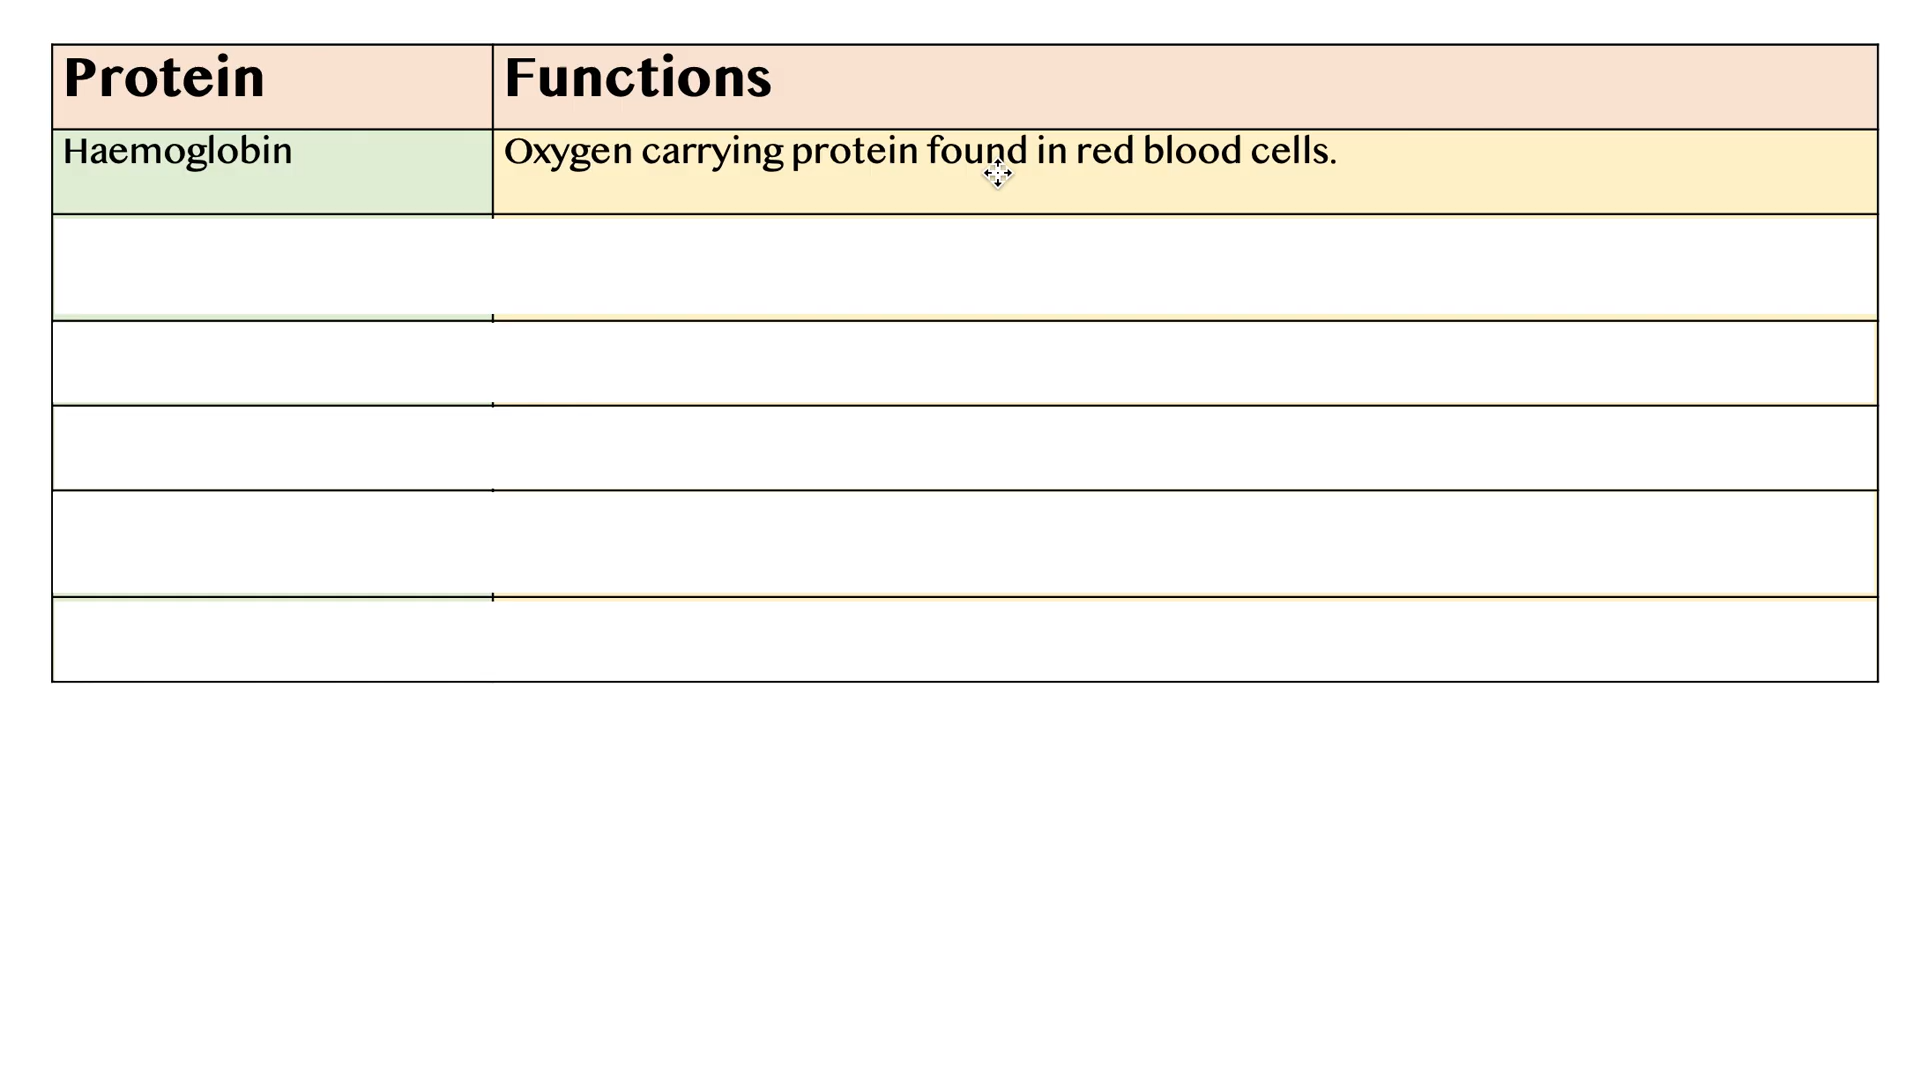 Protein
Functions
Haemoglobin
Oxygen carrying protein found in red blood cells.